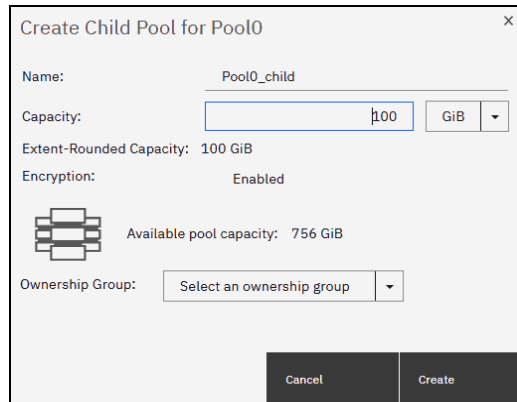 Create Child Pool for Pool0
Name: Pool0_child
Capacity: 100 GiB
Extent-Rounded Capacity: 100 GiB
Encryption: Enabled
Available pool capacity: 756 GiB
Ownership Group: Select an ownership group
Cancel Create